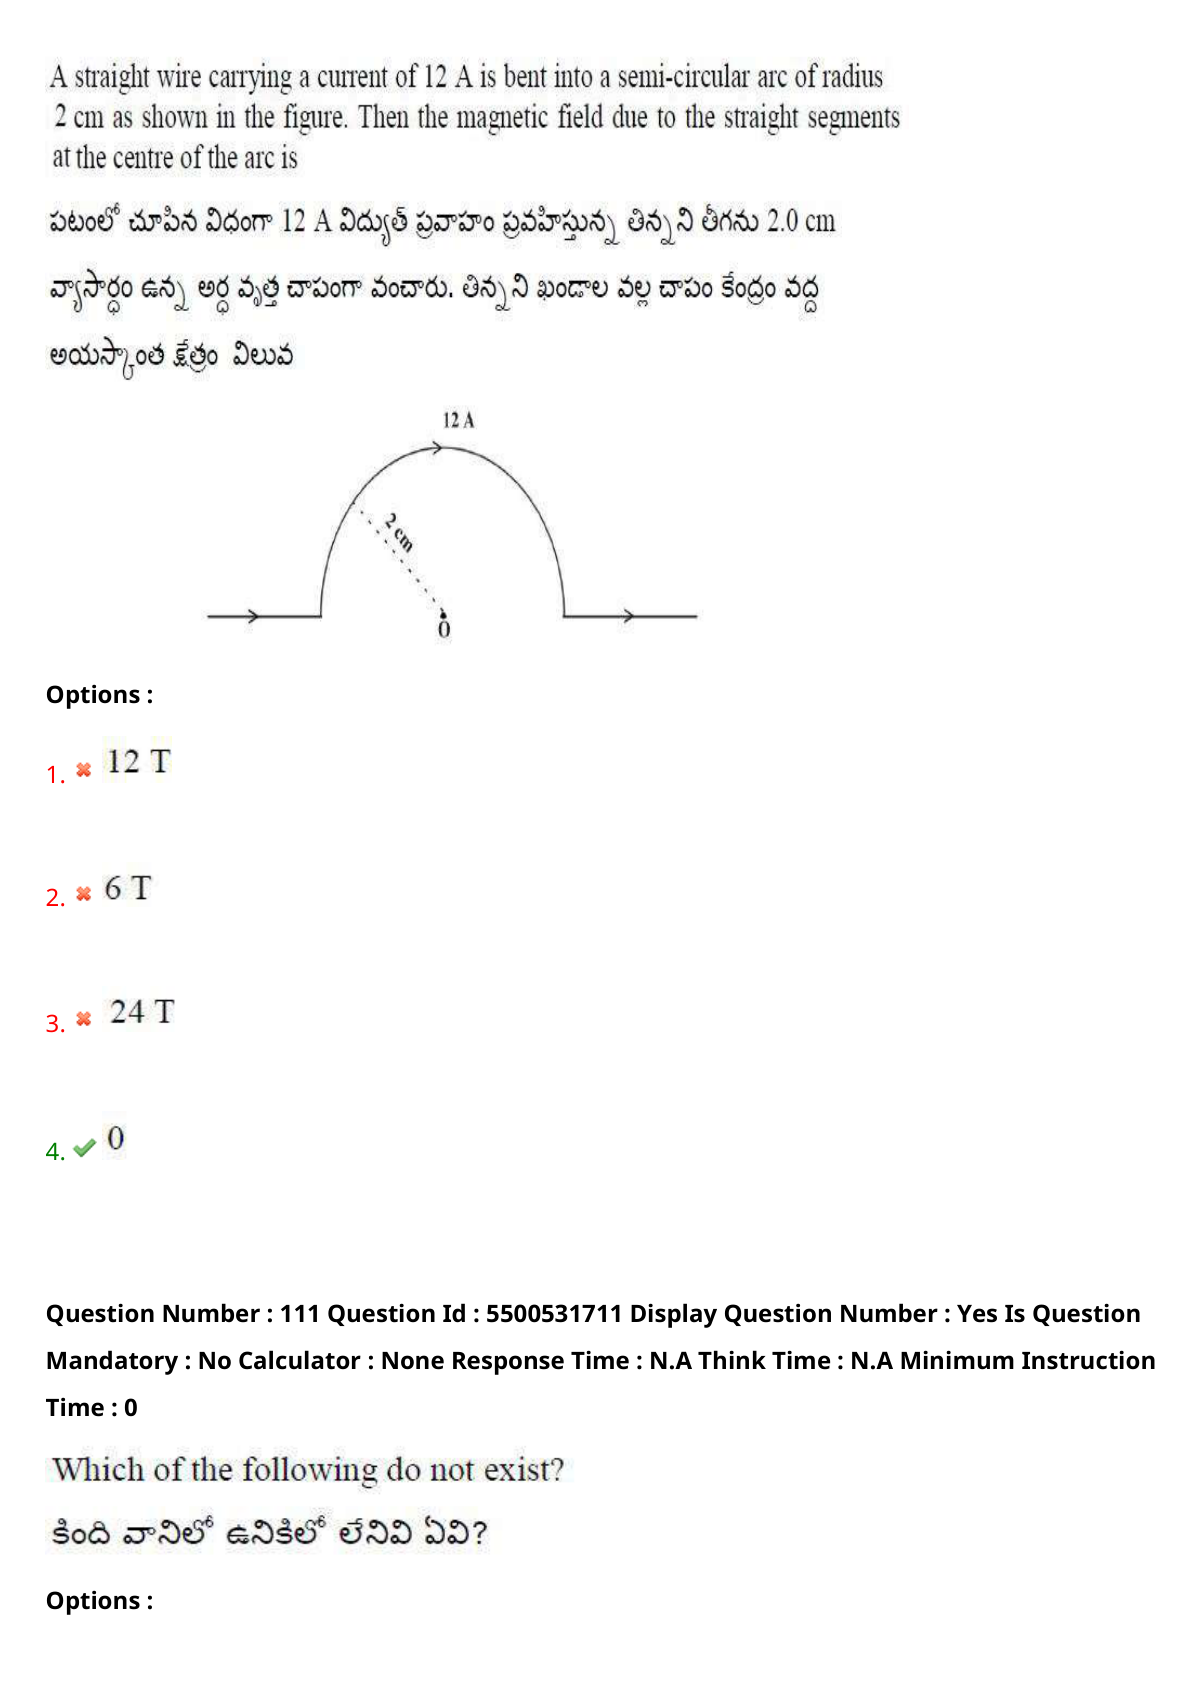 A straight wire carrying a current of 12 A is bent into a semi-circular arc of radius
2 cm as shown in the figure. Then the magnetic field due to the straight segments
at the centre of the arc is
పటంలో చూపిన విధంగా 12 A విద్యుత్ ప్రవాహం ప్రవహిస్తున్న తిన్నని తీగను 2.0 cm
వ్యాసార్ధం ఉన్న అర్ధ వృత్త చాపంగా వంచారు. తిన్నని ఖండాల వల్ల చాపం కేంద్రం వద్ద
అయస్కాంత క్షేత్రం విలువ
12 A
2 cm
0
Options :
1. 12 T
2. 6 T
3. 24 T
4. 0
Question Number : 111 Question Id : 5500531711 Display Question Number : Yes Is Question
Mandatory : No Calculator : None Response Time : N.A Think Time : N.A Minimum Instruction
Time : 0
Which of the following do not exist?
కింది వానిలో ఉనికిలో లేనివి ఏవి?
Options :